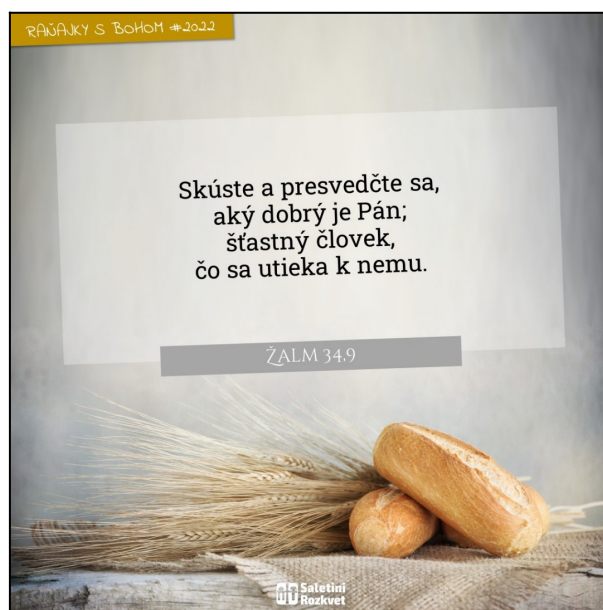 RAŇAJKY S BOHOM #2022
Skúste a presvedčte sa,
aký dobrý je Pán;
šťastný človek,
čo sa utieka k nemu.
ŽALM 34,9
Saletini
Rozkvet